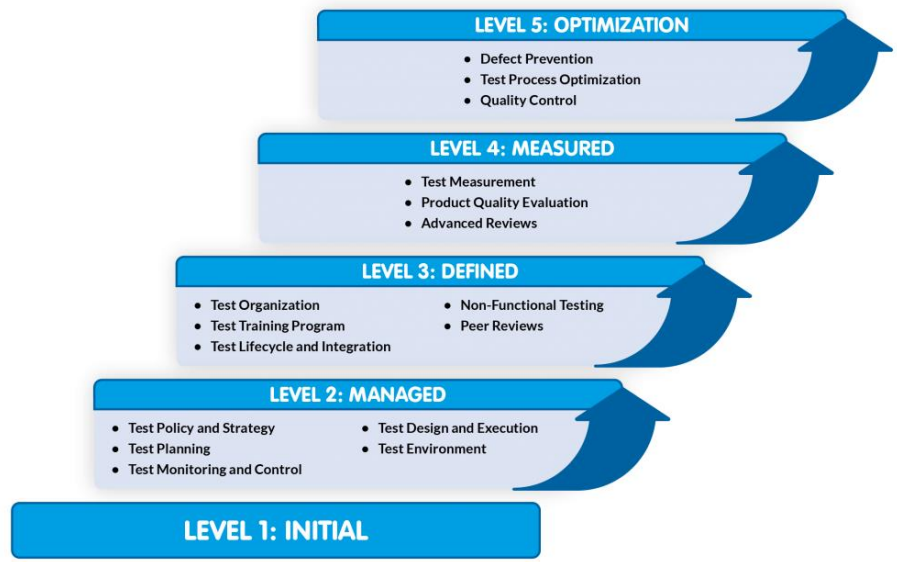 LEVEL 5: OPTIMIZATION
● Defect Prevention
● Test Process Optimization
● Quality Control
LEVEL 4: MEASURED
● Test Measurement
● Product Quality Evaluation
● Advanced Reviews
LEVEL 3: DEFINED
● Test Organization
● Test Training Program
● Test Lifecycle and Integration
● Non-Functional Testing
● Peer Reviews
LEVEL 2: MANAGED
● Test Policy and Strategy
● Test Planning
● Test Monitoring and Control
● Test Design and Execution
● Test Environment
LEVEL 1: INITIAL